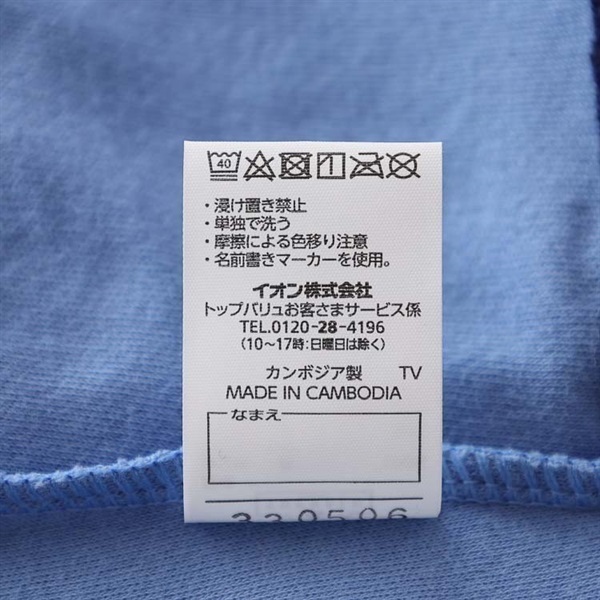 40
・浸け置き禁止
・単独で洗う
・摩擦による色移り注意
・名前書きマーカーを使用。
イオン株式会社
トップバリュお客さまサービス係
TEL.0120-28-4196
(10～17時:日曜日は除く)
カンボジア製 TV
MADE IN CAMBODIA
なまえ